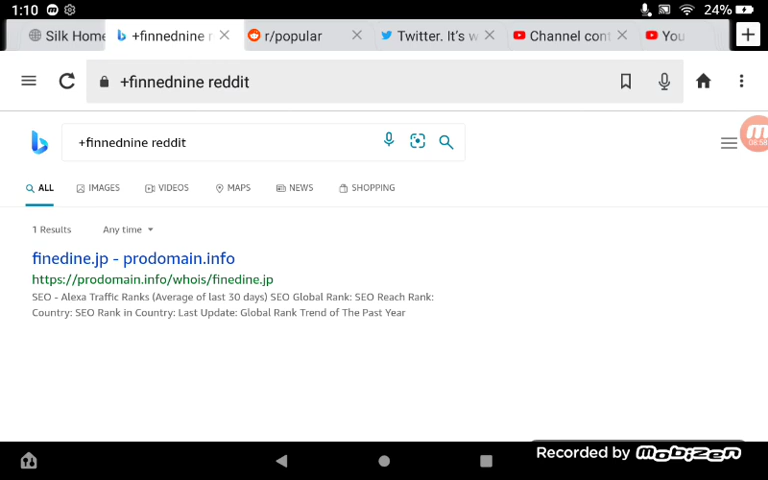 1:10
24%
Silk Home
+finnednine r
r/popular
Twitter. It's w
Channel cont
You
+finnednine reddit
+finnednine reddit
08:58
ALL
IMAGES
VIDEOS
MAPS
NEWS
SHOPPING
1 Results
Any time
finedine.jp - prodomain.info
https://prodomain.info/whois/finedine.jp
SEO - Alexa Traffic Ranks (Average of last 30 days) SEO Global Rank: SEO Reach Rank:
Country: SEO Rank in Country: Last Update: Global Rank Trend of The Past Year
Recorded by MOBIZEN